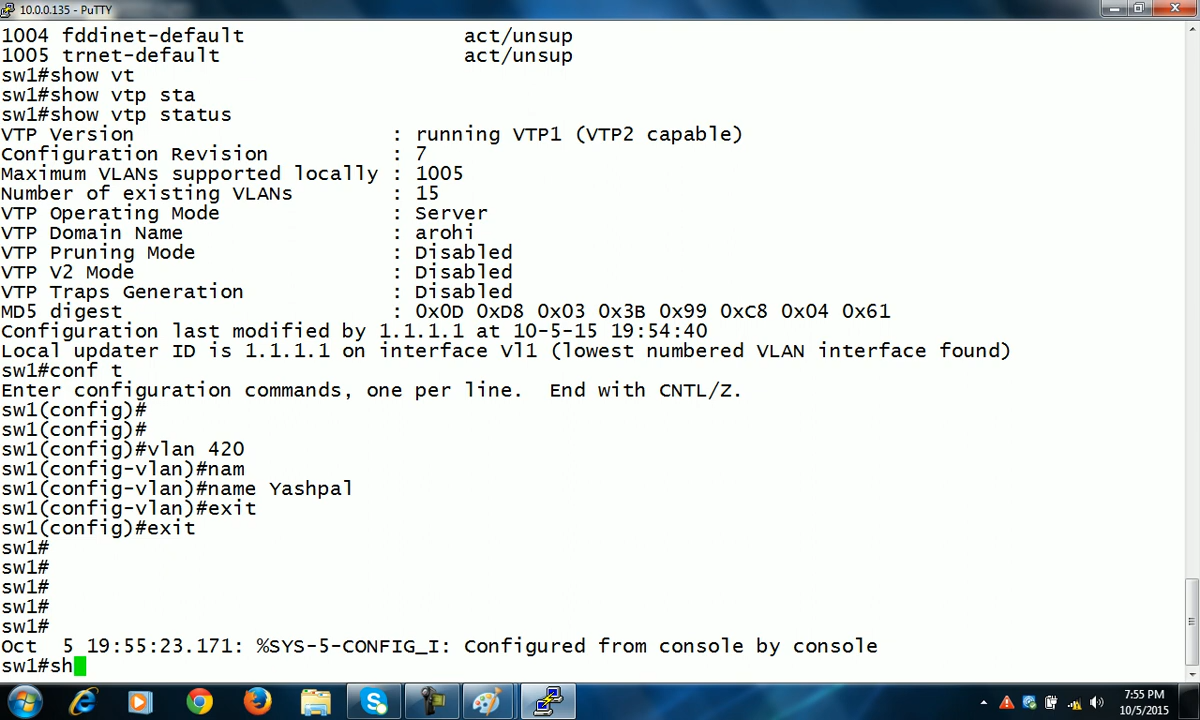 10.0.0.135 - PuTTY
1004 fddinet-default act/unsup
1005 trnet-default act/unsup
sw1#show vt
sw1#show vtp sta
sw1#show vtp status
VTP Version : running VTP1 (VTP2 capable)
Configuration Revision : 7
Maximum VLANs supported locally : 1005
Number of existing VLANs : 15
VTP Operating Mode : Server
VTP Domain Name : arohi
VTP Pruning Mode : Disabled
VTP V2 Mode : Disabled
VTP Traps Generation : Disabled
MD5 digest : 0x0D 0xD8 0x03 0x3B 0x99 0xC8 0x04 0x61
Configuration last modified by 1.1.1.1 at 10-5-15 19:54:40
Local updater ID is 1.1.1.1 on interface Vl1 (lowest numbered VLAN interface found)
sw1#conf t
Enter configuration commands, one per line.  End with CNTL/Z.
sw1(config)#
sw1(config)#
sw1(config)#vlan 420
sw1(config-vlan)#nam
sw1(config-vlan)#name Yashpal
sw1(config-vlan)#exit
sw1(config)#exit
sw1#
sw1#
sw1#
sw1#
sw1#
Oct  5 19:55:23.171: %SYS-5-CONFIG_I: Configured from console by console
sw1#sh
7:55 PM
10/5/2015